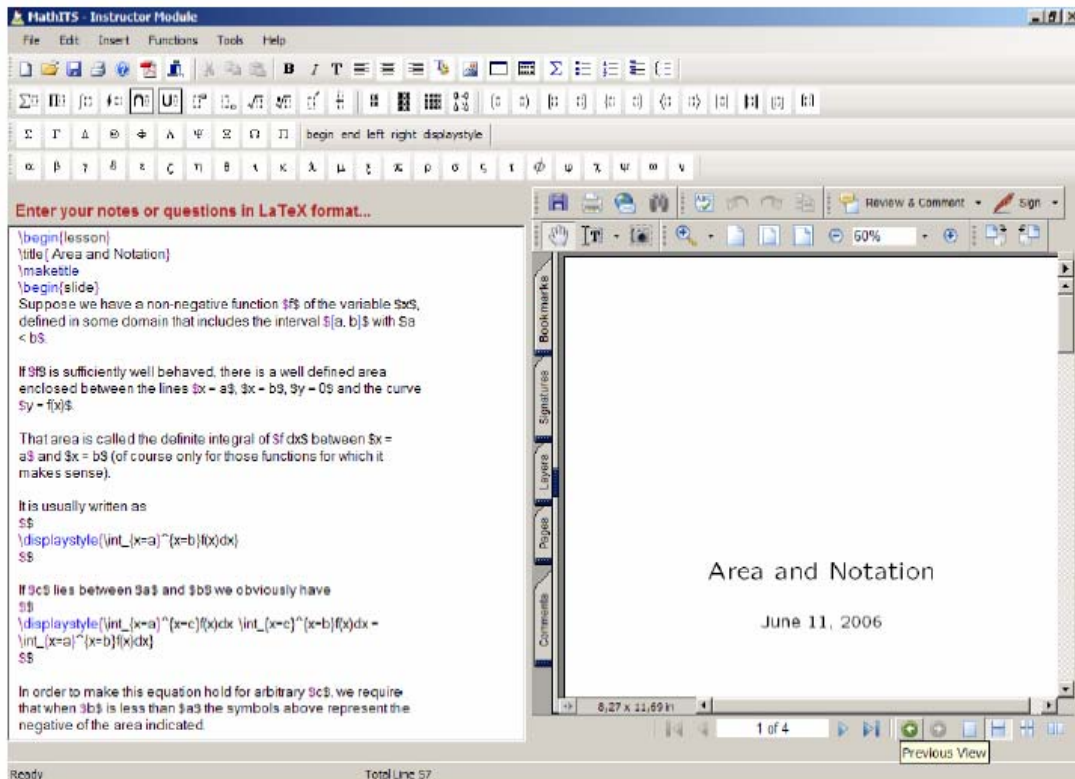 MathITS - Instructor Module
File Edit Insert Functions Tools Help
B I T
Σ Γ Δ Θ Φ Λ Ψ Ξ Ω Π begin end left right displaystyle
α β γ δ ε ζ η θ ι κ λ μ ξ π ρ σ ς τ ϕ φ χ ψ ω ν
Enter your notes or questions in LaTeX format...
\begin{lesson}
\title{ Area and Notation}
\maketitle
\begin{slide}
Suppose we have a non-negative function $f$ of the variable $x$,
defined in some domain that includes the interval $[a, b]$ with $a
< b$.
If $f$ is sufficiently well behaved, there is a well defined area
enclosed between the lines $x = a$, $x = b$, $y = 0$ and the curve
$y = f(x)$.
That area is called the definite integral of $f dx$ between $x =
a$ and $x = b$ (of course only for those functions for which it
makes sense).
It is usually written as
$$
\displaystyle{\int_{x=a}^{x=b}f(x)dx}
$$
If $c$ lies between $a$ and $b$ we obviously have
$$
\displaystyle{\int_{x=a}^{x=c}f(x)dx \int_{x=c}^{x=b}f(x)dx =
\int_{x=a}^{x=b}f(x)dx}
$$
In order to make this equation hold for arbitrary $c$, we require
that when $b$ is less than $a$ the symbols above represent the
negative of the area indicated.
Review & Comment Sign
60%
Bookmarks
Signatures
Layers
Pages
Comments
Area and Notation
June 11, 2006
8,27 x 11,69 in
1 of 4
Previous View
Ready Total Line 57